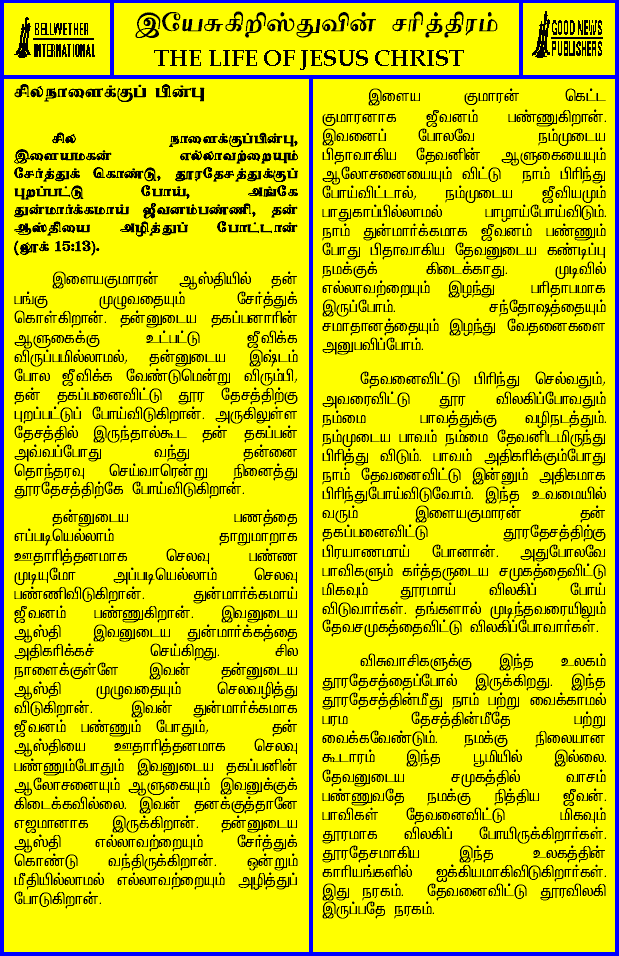 BELLWETHER
INTERNATIONAL
இயேசுகிறிஸ்துவின் சரித்திரம்
THE LIFE OF JESUS CHRIST
GOOD NEWS
PUBLISHERS
சிலநாளைக்குப் பின்பு
சில நாளைக்குப்பின்பு,
இளையமகன் எல்லாவற்றையும்
சேர்த்துக் கொண்டு, தூரதேசத்துக்குப்
புறப்பட்டு போய், அங்கே
துன்மார்க்கமாய் ஜீவனம்பண்ணி, தன்
ஆஸ்தியை அழித்துப் போட்டான்
(லூக் 15:13).
இளையகுமாரன் ஆஸ்தியில் தன்
பங்கு முழுவதையும் சேர்த்துக்
கொள்கிறான். தன்னுடைய தகப்பனாரின்
ஆளுகைக்கு உட்பட்டு ஜீவிக்க
விருப்பமில்லாமல், தன்னுடைய இஷ்டம்
போல ஜீவிக்க வேண்டுமென்று விரும்பி,
தன் தகப்பனைவிட்டு தூர தேசத்திற்கு
புறப்பட்டுப் போய்விடுகிறான். அருகிலுள்ள
தேசத்தில் இருந்தால்கூட தன் தகப்பன்
அவ்வப்போது வந்து தன்னை
தொந்தரவு செய்வாரென்று நினைத்து
தூரதேசத்திற்கே போய்விடுகிறான்.
தன்னுடைய பணத்தை
எப்படியெல்லாம் தாறுமாறாக
ஊதாரித்தனமாக செலவு பண்ண
முடியுமோ அப்படியெல்லாம் செலவு
பண்ணிவிடுகிறான். துன்மார்க்கமாய்
ஜீவனம் பண்ணுகிறான். இவனுடைய
ஆஸ்தி இவனுடைய துன்மார்க்கத்தை
அதிகரிக்கச் செய்கிறது. சில
நாளைக்குள்ளே இவன் தன்னுடைய
ஆஸ்தி முழுவதையும் செலவழித்து
விடுகிறான். இவன் துன்மார்க்கமாக
ஜீவனம் பண்ணும் போதும், தன்
ஆஸ்தியை ஊதாரித்தனமாக செலவு
பண்ணும்போதும் இவனுடைய தகப்பனின்
ஆலோசனையும் ஆளுகையும் இவனுக்குக்
கிடைக்கவில்லை. இவன் தனக்குத்தானே
எஜமானாக இருக்கிறான். தன்னுடைய
ஆஸ்தி எல்லாவற்றையும் சேர்த்துக்
கொண்டு வந்திருக்கிறான். ஒன்றும்
மீதியில்லாமல் எல்லாவற்றையும் அழித்துப்
போடுகிறான்.
இளைய குமாரன் கெட்ட
குமாரனாக ஜீவனம் பண்ணுகிறான்.
இவனைப் போலவே நம்முடைய
பிதாவாகிய தேவனின் ஆளுகையையும்
ஆலோசனையையும் விட்டு நாம் பிரிந்து
போய்விட்டால், நம்முடைய ஜீவியமும்
பாதுகாப்பில்லாமல் பாழாய்போய்விடும்.
நாம் துன்மார்க்கமாக ஜீவனம் பண்ணும்
போது பிதாவாகிய தேவனுடைய கண்டிப்பு
நமக்குக் கிடைக்காது. முடிவில்
எல்லாவற்றையும் இழந்து பரிதாபமாக
இருப்போம். சந்தோஷத்தையும்
சமாதானத்தையும் இழந்து வேதனைகளை
அனுபவிப்போம்.
தேவனைவிட்டு பிரிந்து செல்வதும்,
அவரைவிட்டு தூர விலகிப்போவதும்
நம்மை பாவத்துக்கு வழிநடத்தும்.
நம்முடைய பாவம் நம்மை தேவனிடமிருந்து
பிரித்து விடும். பாவம் அதிகரிக்கும்போது
நாம் தேவனைவிட்டு இன்னும் அதிகமாக
பிரிந்துபோய்விடுவோம். இந்த உவமையில்
வரும் இளையகுமாரன் தன்
தகப்பனைவிட்டு தூரதேசத்திற்கு
பிரயாணமாய் போனான். அதுபோலவே
பாவிகளும் கர்த்தருடைய சமுகத்தைவிட்டு
மிகவும் தூரமாய் விலகிப் போய்
விடுவார்கள். தங்களால் முடிந்தவரையிலும்
தேவசமுகத்தைவிட்டு விலகிப்போவார்கள்.
விசுவாசிகளுக்கு இந்த உலகம்
தூரதேசத்தைப்போல் இருக்கிறது. இந்த
தூரதேசத்தின்மீது நாம் பற்று வைக்காமல்
பரம தேசத்தின்மீதே பற்று
வைக்கவேண்டும். நமக்கு நிலையான
கூடாரம் இந்த பூமியில் இல்லை.
தேவனுடைய சமுகத்தில் வாசம்
பண்ணுவதே நமக்கு நித்திய ஜீவன்.
பாவிகள் தேவனைவிட்டு மிகவும்
தூரமாக விலகிப் போயிருக்கிறார்கள்.
தூரதேசமாகிய இந்த உலகத்தின்
காரியங்களில் ஐக்கியமாகிவிடுகிறார்கள்.
இது நரகம். தேவனைவிட்டு தூரவிலகி
இருப்பதே நரகம்.